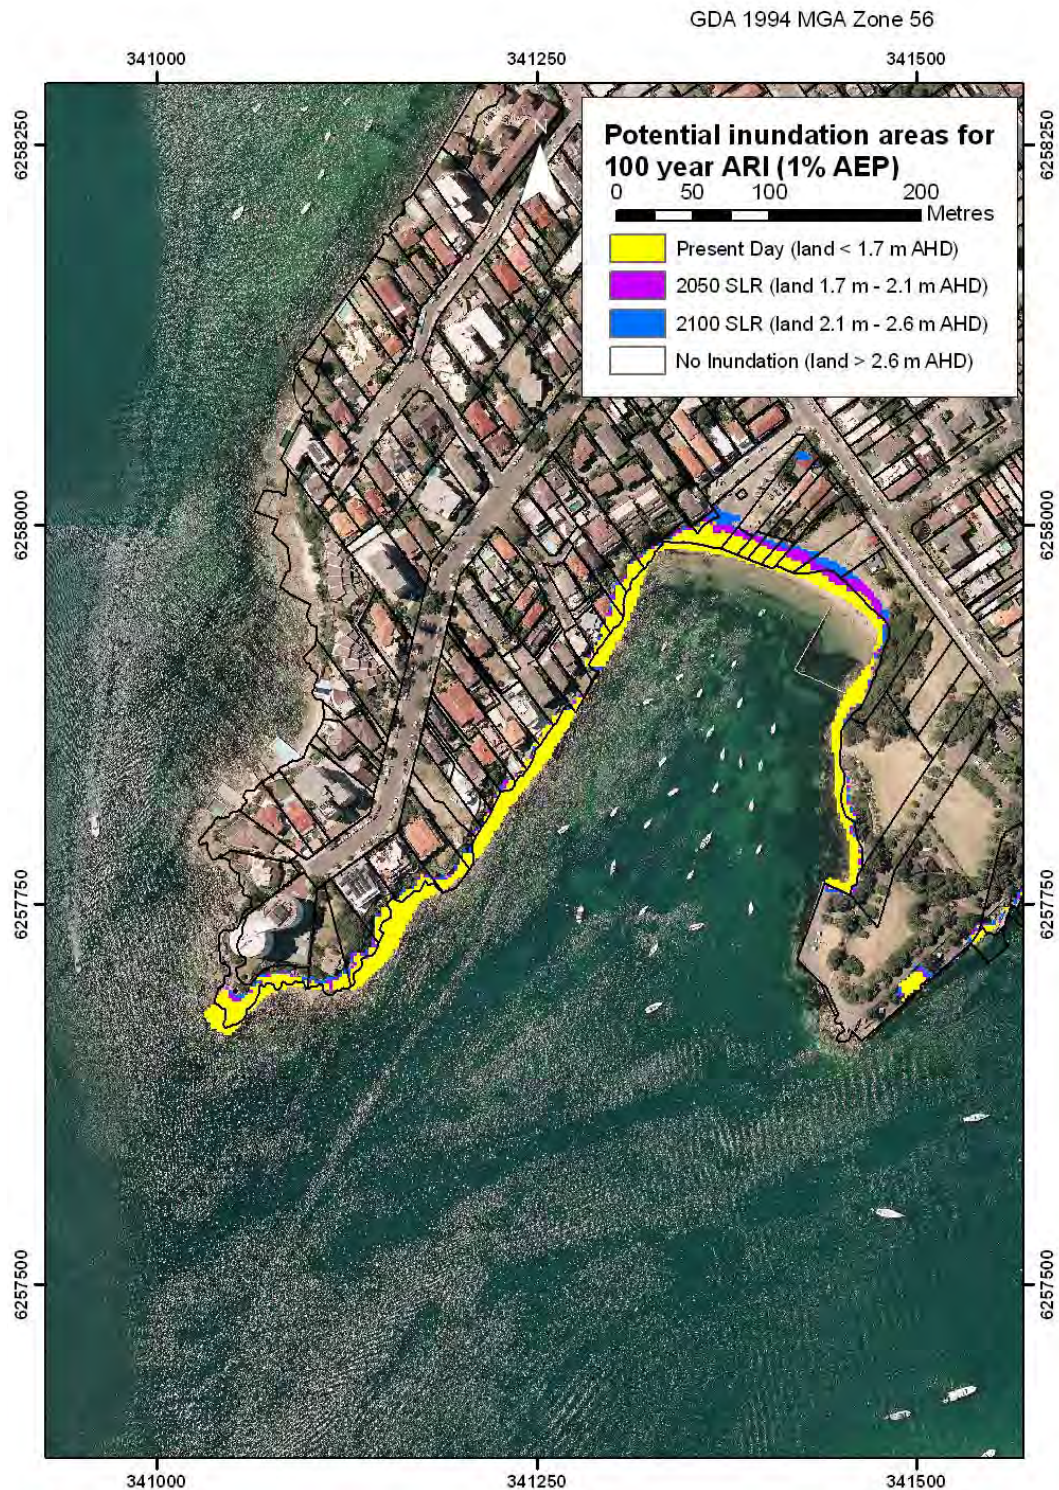 GDA 1994 MGA Zone 56
341000 341250 341500
6258250 6258250
N
Potential inundation areas for
100 year ARI (1% AEP)
0 50 100 200
Metres
Present Day (land < 1.7 m AHD)
2050 SLR (land 1.7 m - 2.1 m AHD)
2100 SLR (land 2.1 m - 2.6 m AHD)
No Inundation (land > 2.6 m AHD)
6258000 6258000
6257750 6257750
6257500 6257500
341000 341250 341500